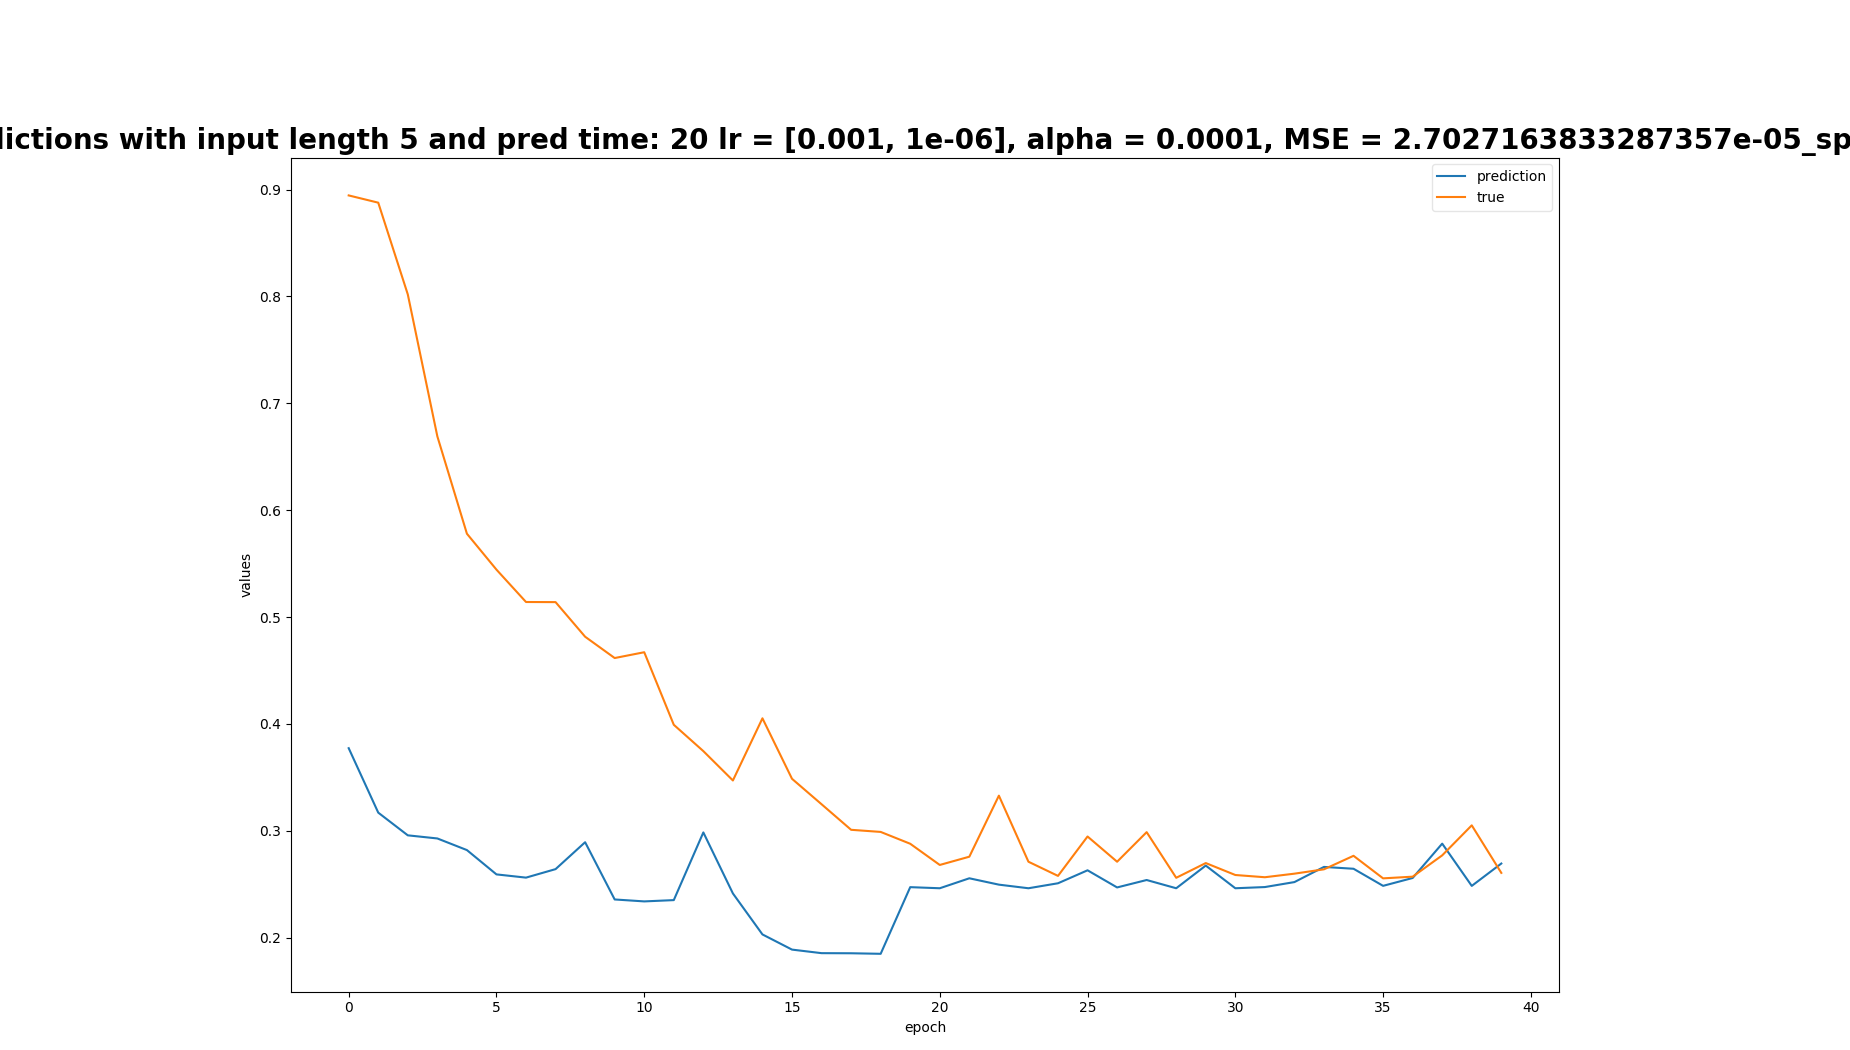 with input length 5 and pred time: 20 lr = [0.001, 1e-06], alpha = 0.0001, MSE = 2.7027163833287357e-05_sp
prediction
true
0.9
0.8
0.7
0.6
0.5
0.4
0.3
0.2
values
0 5 10 15 20 25 30 35 40
epoch